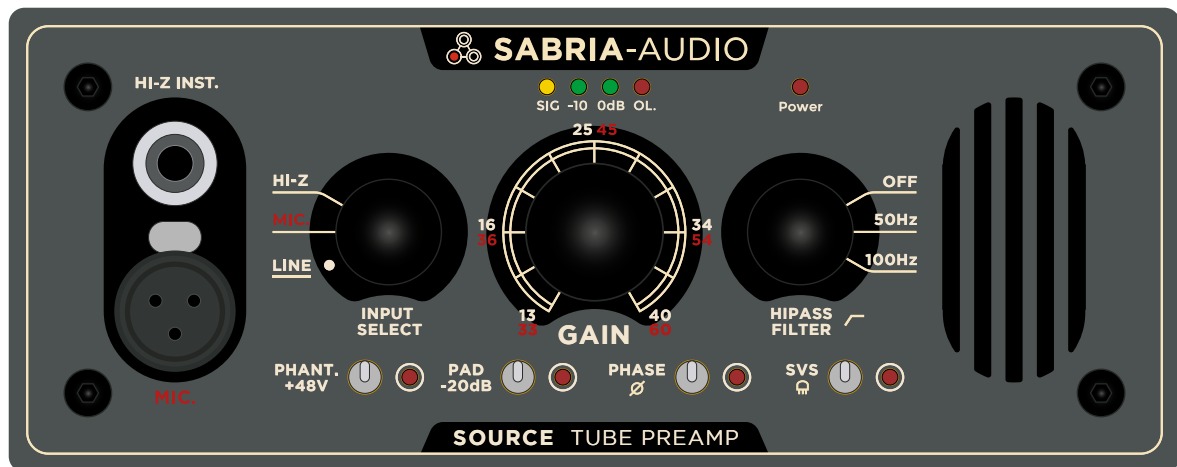 SABRIA-AUDIO
HI-Z INST.
SIG -10 0dB OL.
Power
25 45
HI-Z
MIC.
LINE
16
36
34
54
OFF
50Hz
100Hz
13
33
40
60
INPUT
SELECT
GAIN
HIPASS
FILTER
PHANT.
+48V
PAD
-20dB
PHASE
Ø
SVS
MIC.
SOURCE TUBE PREAMP